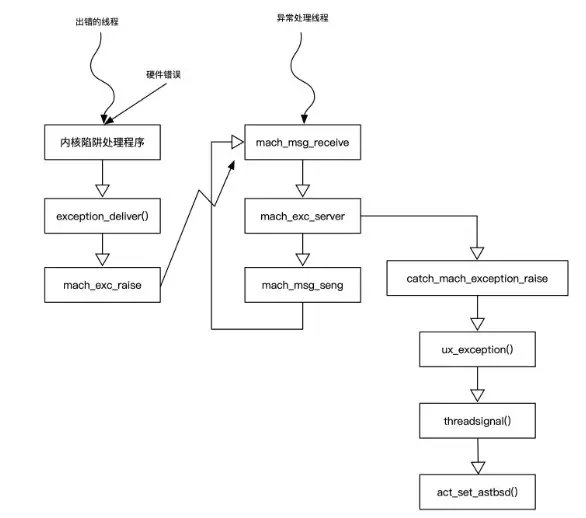 出错的线程
硬件错误
内核陷阱处理程序
exception_deliver()
mach_exc_raise
异常处理线程
mach_msg_receive
mach_exc_server
mach_msg_seng
catch_mach_exception_raise
ux_exception()
threadsignal()
act_set_astbsd()